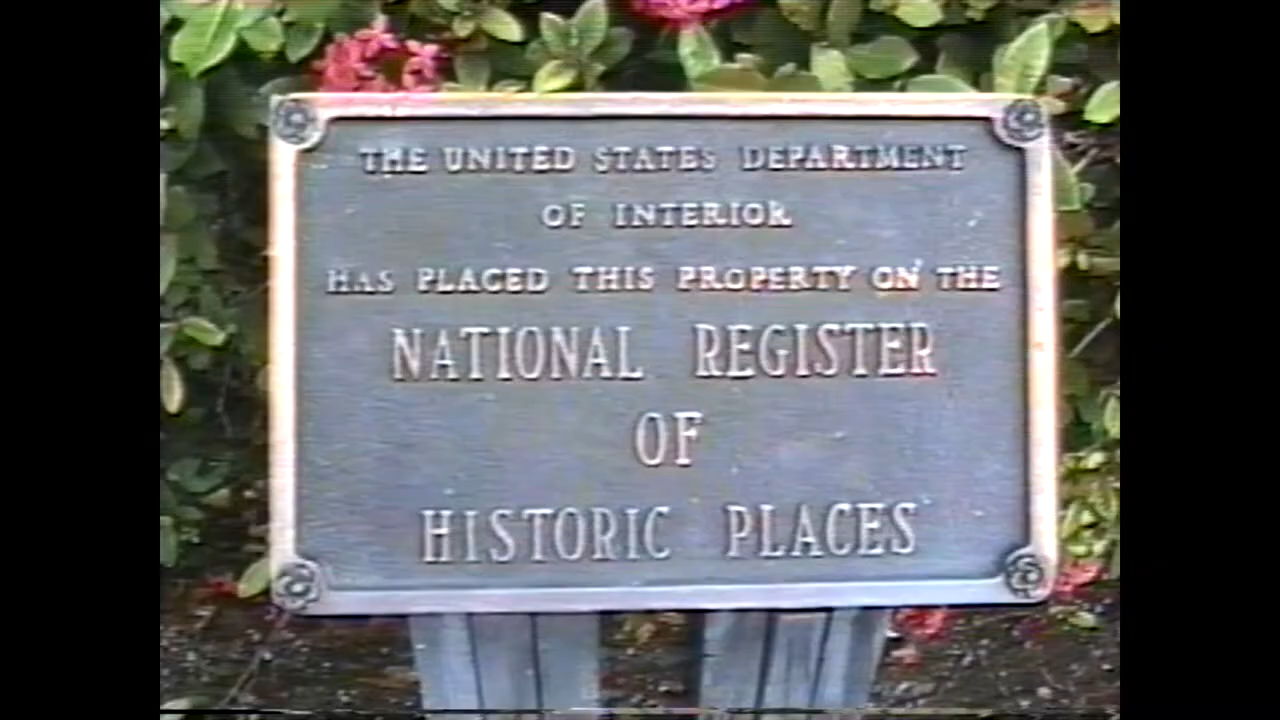 THE UNITED STATES DEPARTMENT
OF INTERIOR
HAS PLACED THIS PROPERTY ON THE
NATIONAL REGISTER
OF
HISTORIC PLACES